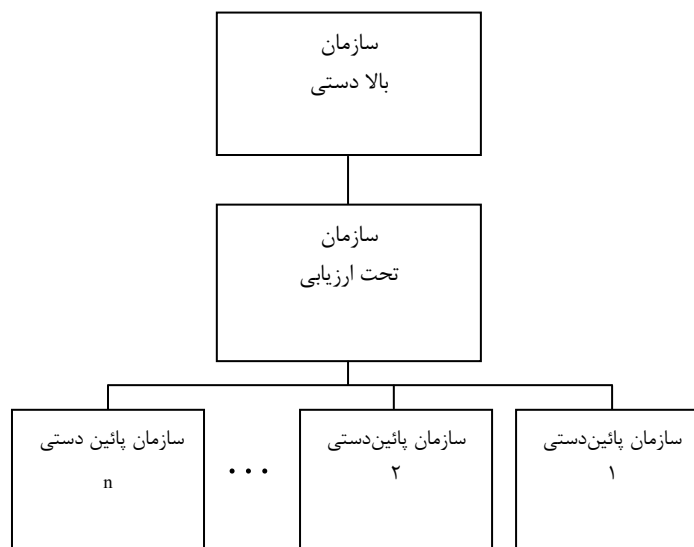 سازمان
بالا دستی
سازمان
تحت ارزیابی
سازمان پائین‌دستی
۱
سازمان پائین‌دستی
۲
...
سازمان پائین دستی
n